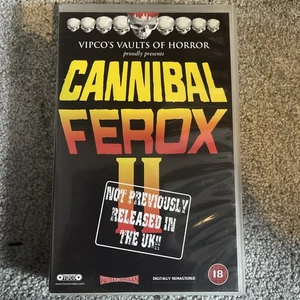 VIPCO'S VAULTS OF HORROR
proudly presents
CANNIBAL
FEROX
II
NOT PREVIOUSLY
RELEASED IN
THE UK!!
DIGITALLY REMASTERED
18